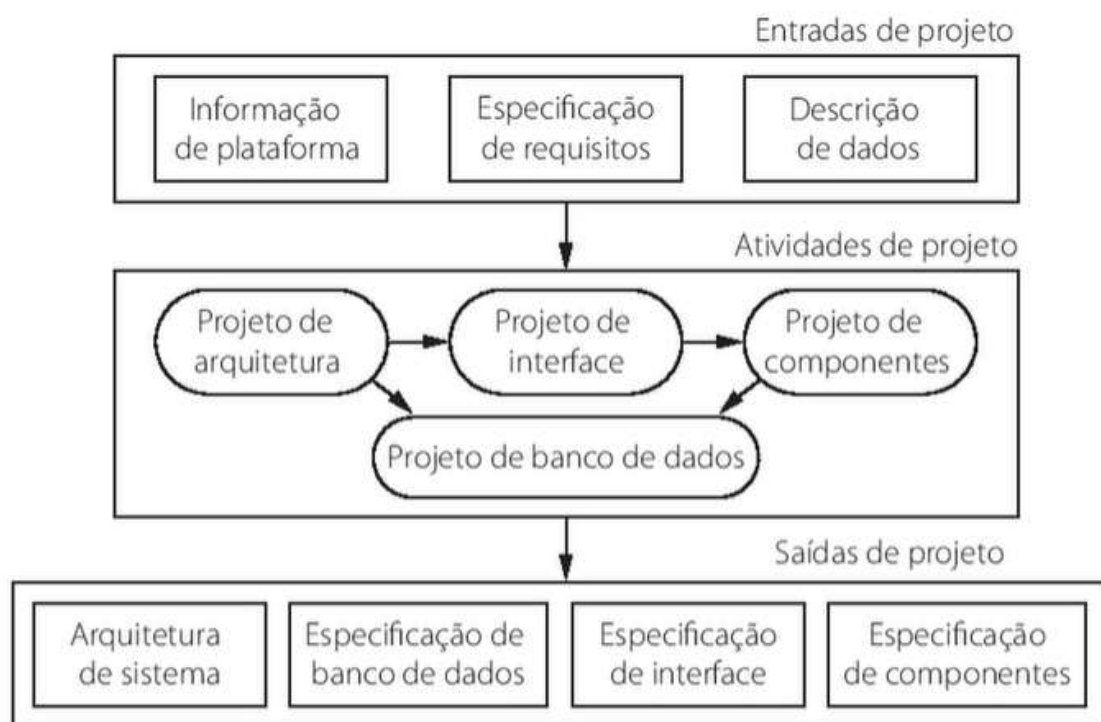 Entradas de projeto
Informação
de plataforma
Especificação
de requisitos
Descrição
de dados
Atividades de projeto
Projeto de
arquitetura
Projeto de
interface
Projeto de
componentes
Projeto de banco de dados
Saídas de projeto
Arquitetura
de sistema
Especificação de
banco de dados
Especificação
de interface
Especificação
de componentes